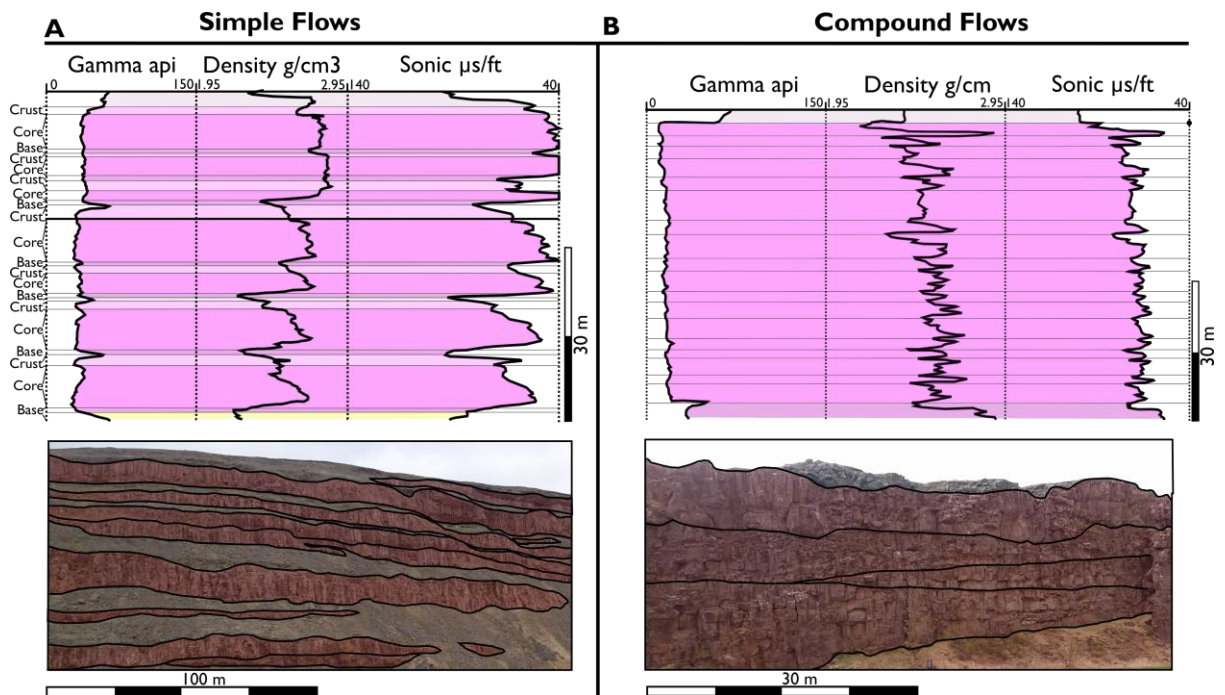 A Simple Flows
Gamma api Density g/cm3 Sonic µs/ft
0 150 1.95 2.95 140 40
Crust
Core
Base
Crust
Core
Crust
Core
Base
Crust
Core
Base
Crust
Core
Base
Crust
Core
Base
Crust
Core
Base
30 m
100 m
B Compound Flows
Gamma api Density g/cm Sonic µs/ft
0 150 1.95 2.95 140 40
30 m
30 m